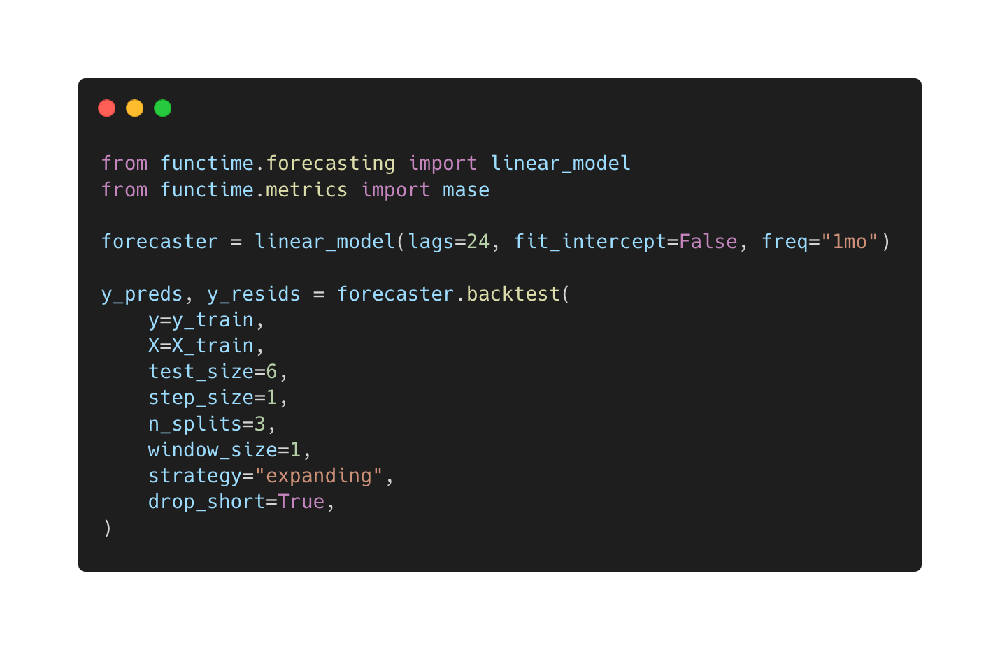 from functime.forecasting import linear_model
from functime.metrics import mase

forecaster = linear_model(lags=24, fit_intercept=False, freq="1mo")

y_preds, y_resids = forecaster.backtest(
    y=y_train,
    X=X_train,
    test_size=6,
    step_size=1,
    n_splits=3,
    window_size=1,
    strategy="expanding",
    drop_short=True,
)